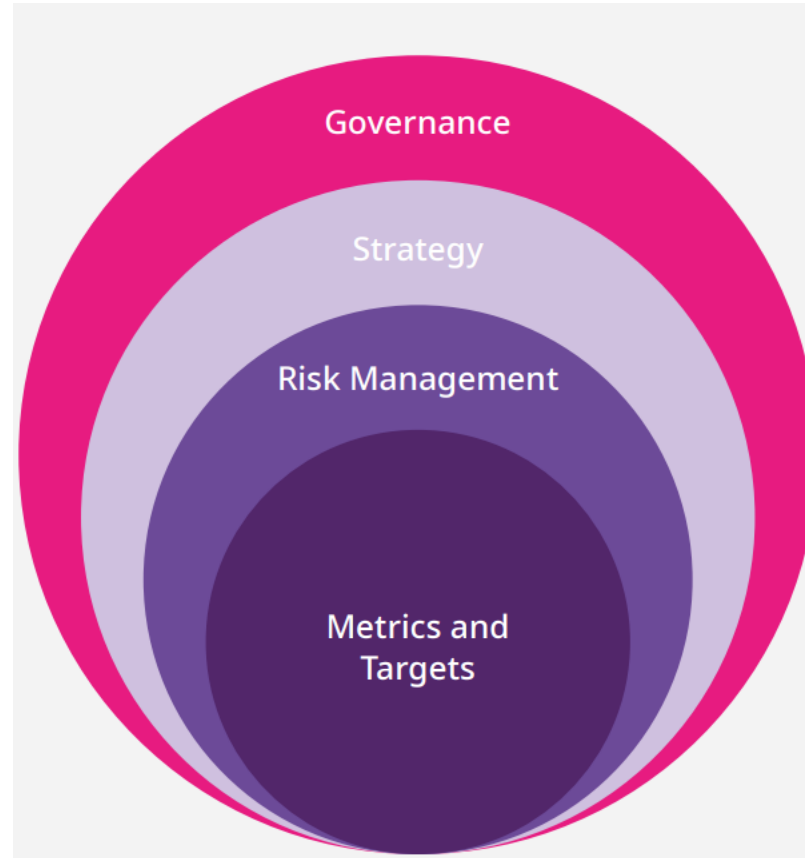 Governance
Strategy
Risk Management
Metrics and
Targets